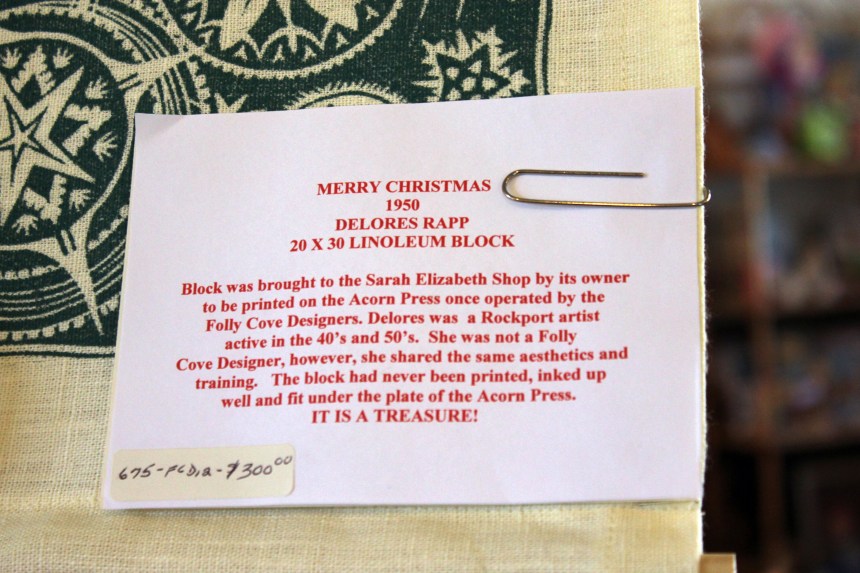 MERRY CHRISTMAS
1950
DELORES RAPP
20 X 30 LINOLEUM BLOCK
Block was brought to the Sarah Elizabeth Shop by its owner
to be printed on the Acorn Press once operated by the
Folly Cove Designers. Delores was a Rockport artist
active in the 40's and 50's. She was not a Folly
Cove Designer, however, she shared the same aesthetics and
training. The block had never been printed, inked up
well and fit under the plate of the Acorn Press.
IT IS A TREASURE!
675-FCD12-$300.00